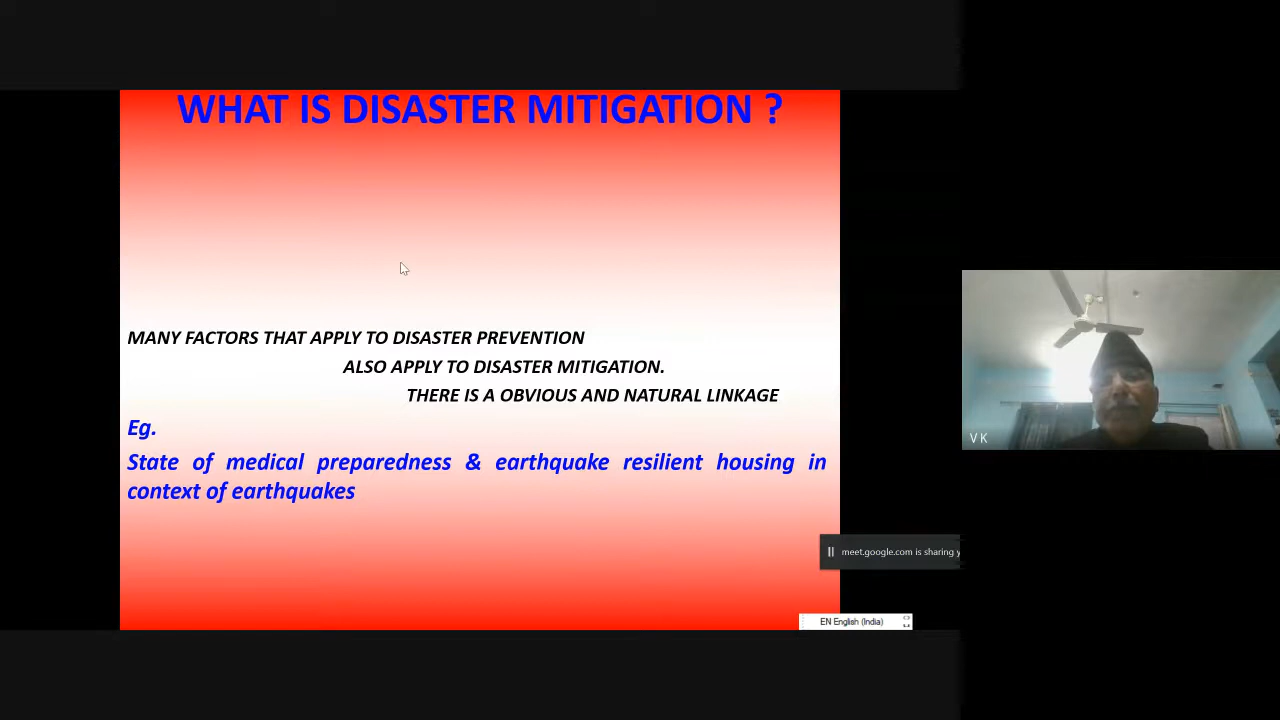 WHAT IS DISASTER MITIGATION ?
MANY FACTORS THAT APPLY TO DISASTER PREVENTION
ALSO APPLY TO DISASTER MITIGATION.
THERE IS A OBVIOUS AND NATURAL LINKAGE
Eg.
State of medical preparedness & earthquake resilient housing in
context of earthquakes
V K
meet.google.com is sharing y
EN English (India)